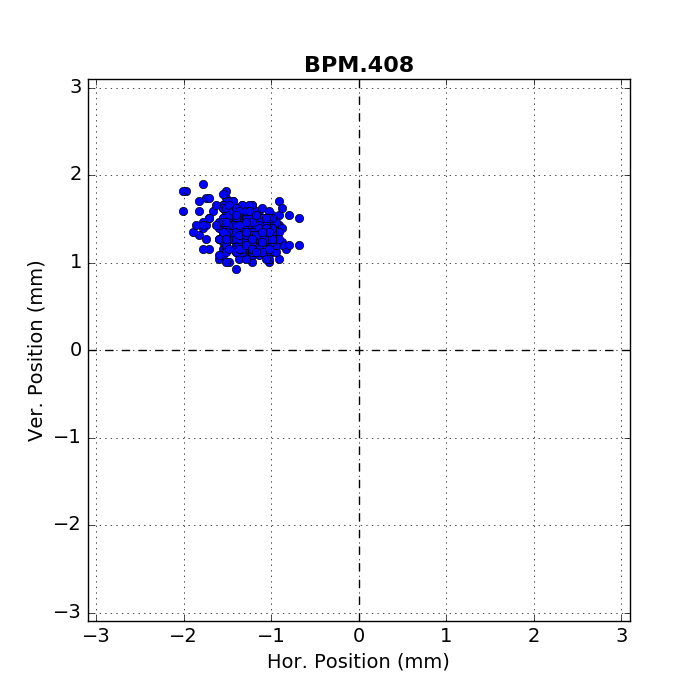 BPM.408
3
2
1
0
−1
−2
−3
Ver. Position (mm)
−3 −2 −1 0 1 2 3
Hor. Position (mm)